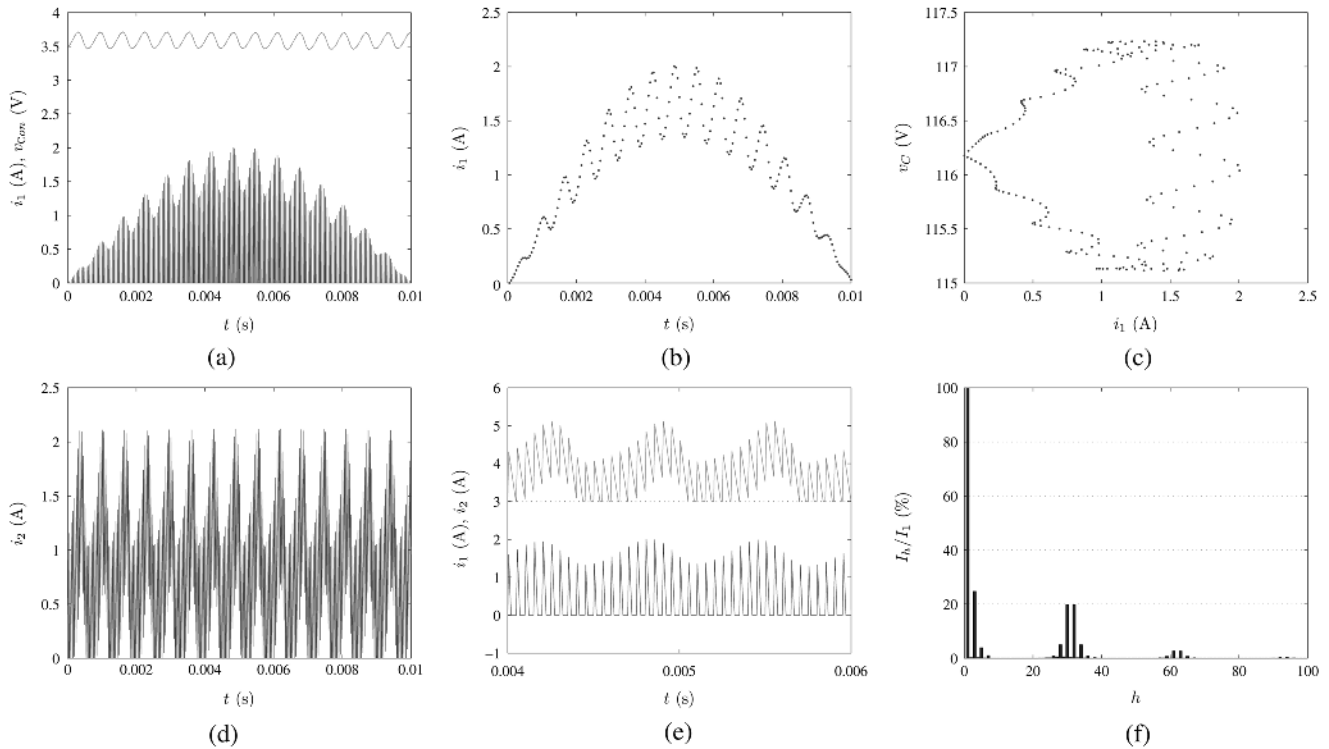 4
3.5
3
2.5
2
1.5
1
0.5
0
i₁ (A), v_Con (V)
0 0.002 0.004 0.006 0.008 0.01
t (s)
(a)
2.5
2
1.5
1
0.5
0
i₁ (A)
0 0.002 0.004 0.006 0.008 0.01
t (s)
(b)
117.5
117
116.5
116
115.5
115
v_C (V)
0 0.5 1 1.5 2 2.5
i₁ (A)
(c)
2.5
2
1.5
1
0.5
0
i₂ (A)
0 0.002 0.004 0.006 0.008 0.01
t (s)
(d)
6
5
4
3
2
1
0
−1
i₁ (A), i₂ (A)
0.004 0.005 0.006
t (s)
(e)
100
80
60
40
20
0
I_h/I₁ (%)
0 20 40 60 80 100
h
(f)